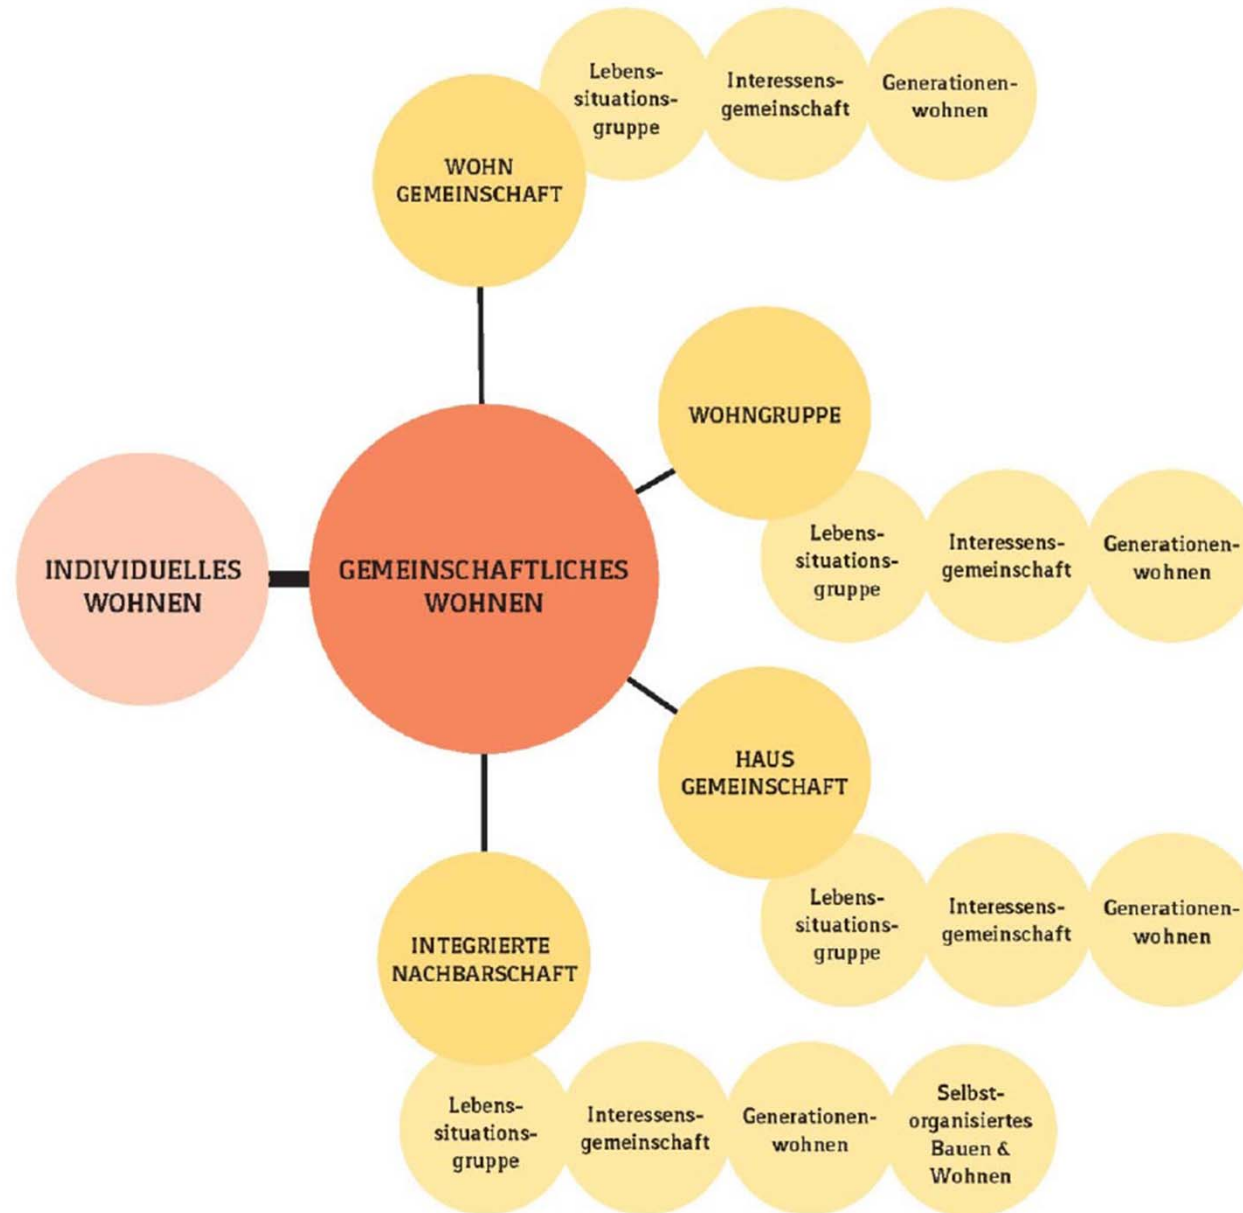 Lebens-
situations-
gruppe
Interessens-
gemeinschaft
Generationen-
wohnen
WOHN
GEMEINSCHAFT
WOHNGRUPPE
Lebens-
situations-
gruppe
Interessens-
gemeinschaft
Generationen-
wohnen
INDIVIDUELLES
WOHNEN
GEMEINSCHAFTLICHES
WOHNEN
HAUS
GEMEINSCHAFT
Lebens-
situations-
gruppe
Interessens-
gemeinschaft
Generationen-
wohnen
INTEGRIERTE
NACHBARSCHAFT
Lebens-
situations-
gruppe
Interessens-
gemeinschaft
Generationen-
wohnen
Selbst-
organisiertes
Bauen &
Wohnen